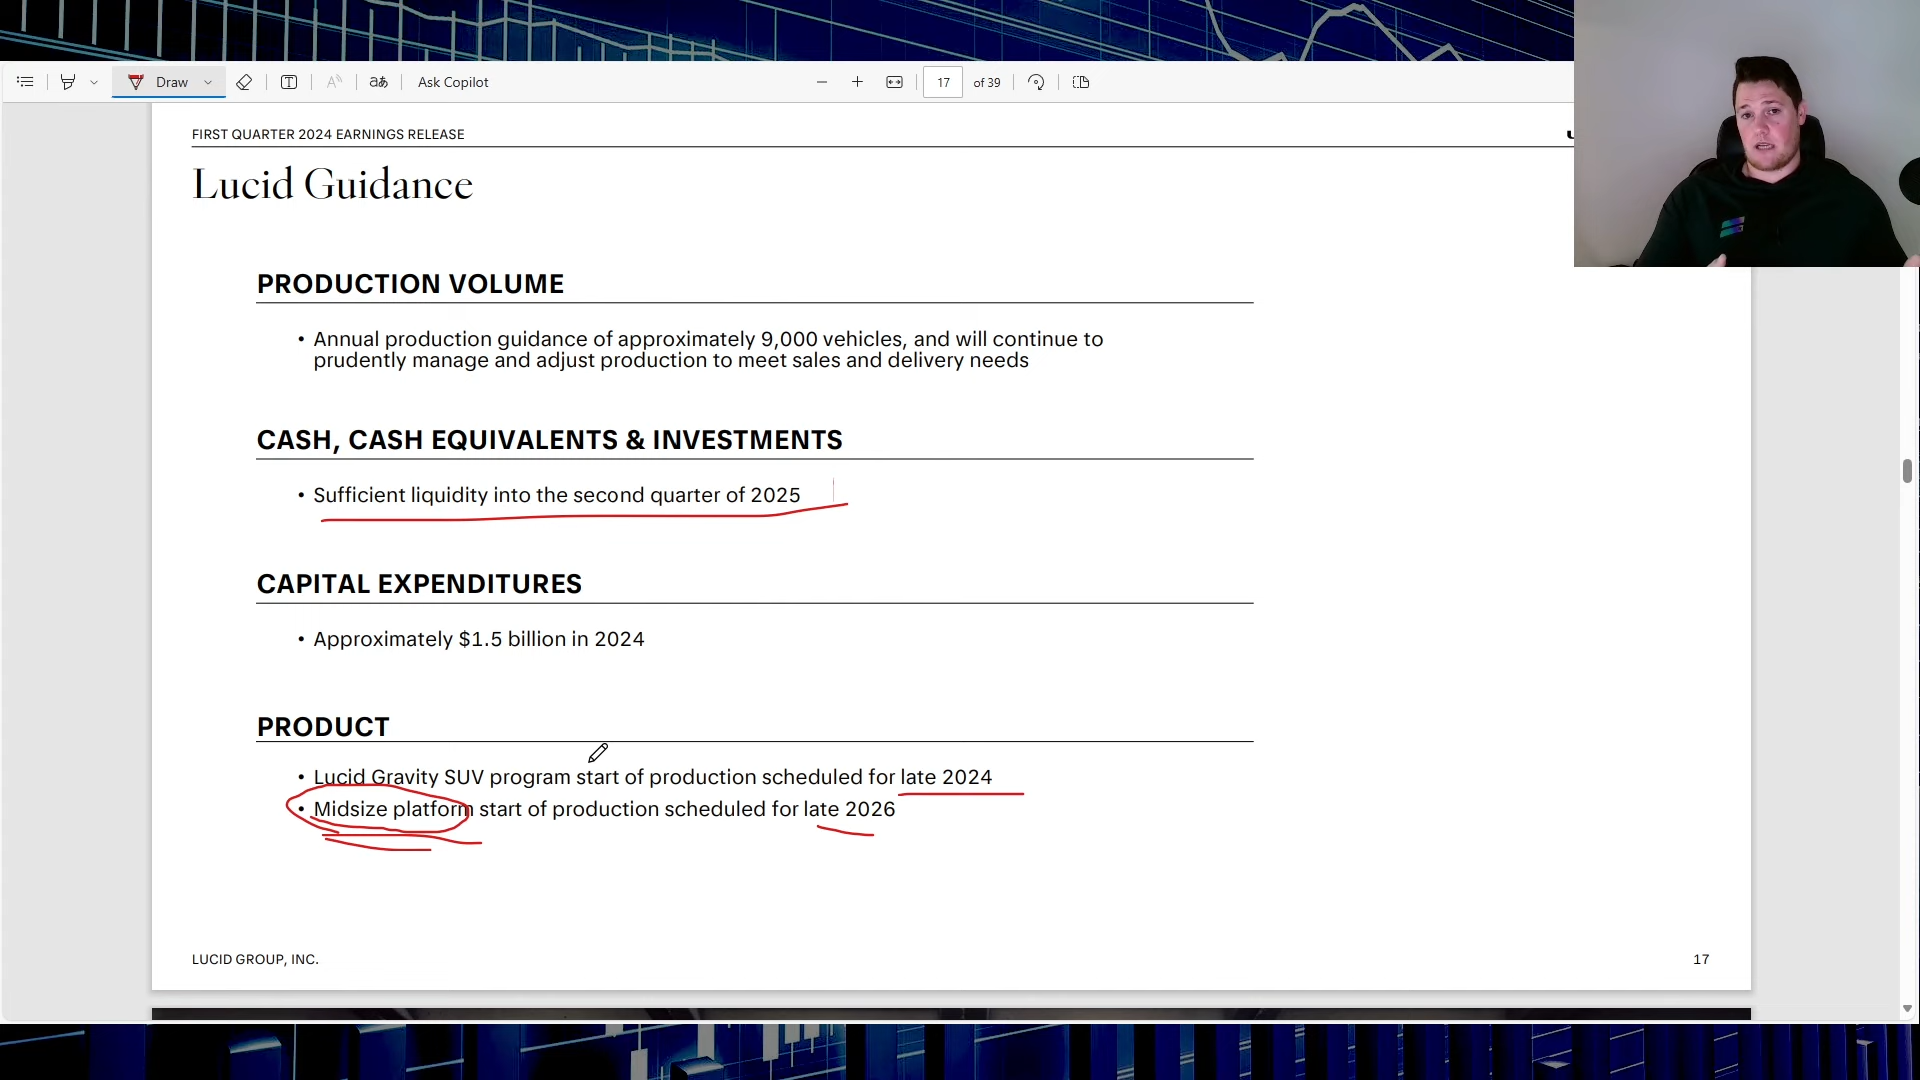 Draw
Ask Copilot
17
of 39
FIRST QUARTER 2024 EARNINGS RELEASE
Lucid Guidance
PRODUCTION VOLUME
• Annual production guidance of approximately 9,000 vehicles, and will continue to
prudently manage and adjust production to meet sales and delivery needs
CASH, CASH EQUIVALENTS & INVESTMENTS
• Sufficient liquidity into the second quarter of 2025
CAPITAL EXPENDITURES
• Approximately $1.5 billion in 2024
PRODUCT
• Lucid Gravity SUV program start of production scheduled for late 2024
• Midsize platform start of production scheduled for late 2026
LUCID GROUP, INC.
17